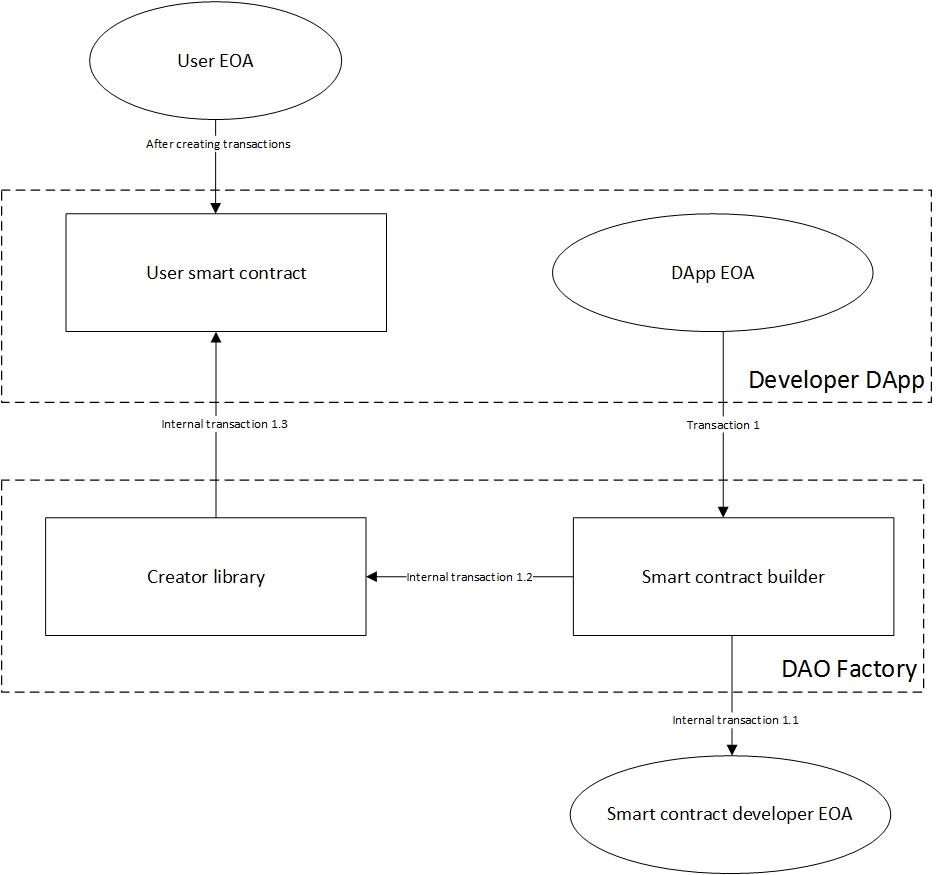 User EOA
After creating transactions
User smart contract
DApp EOA
Developer DApp
Internal transaction 1.3
Transaction 1
Creator library
Internal transaction 1.2
Smart contract builder
DAO Factory
Internal transaction 1.1
Smart contract developer EOA